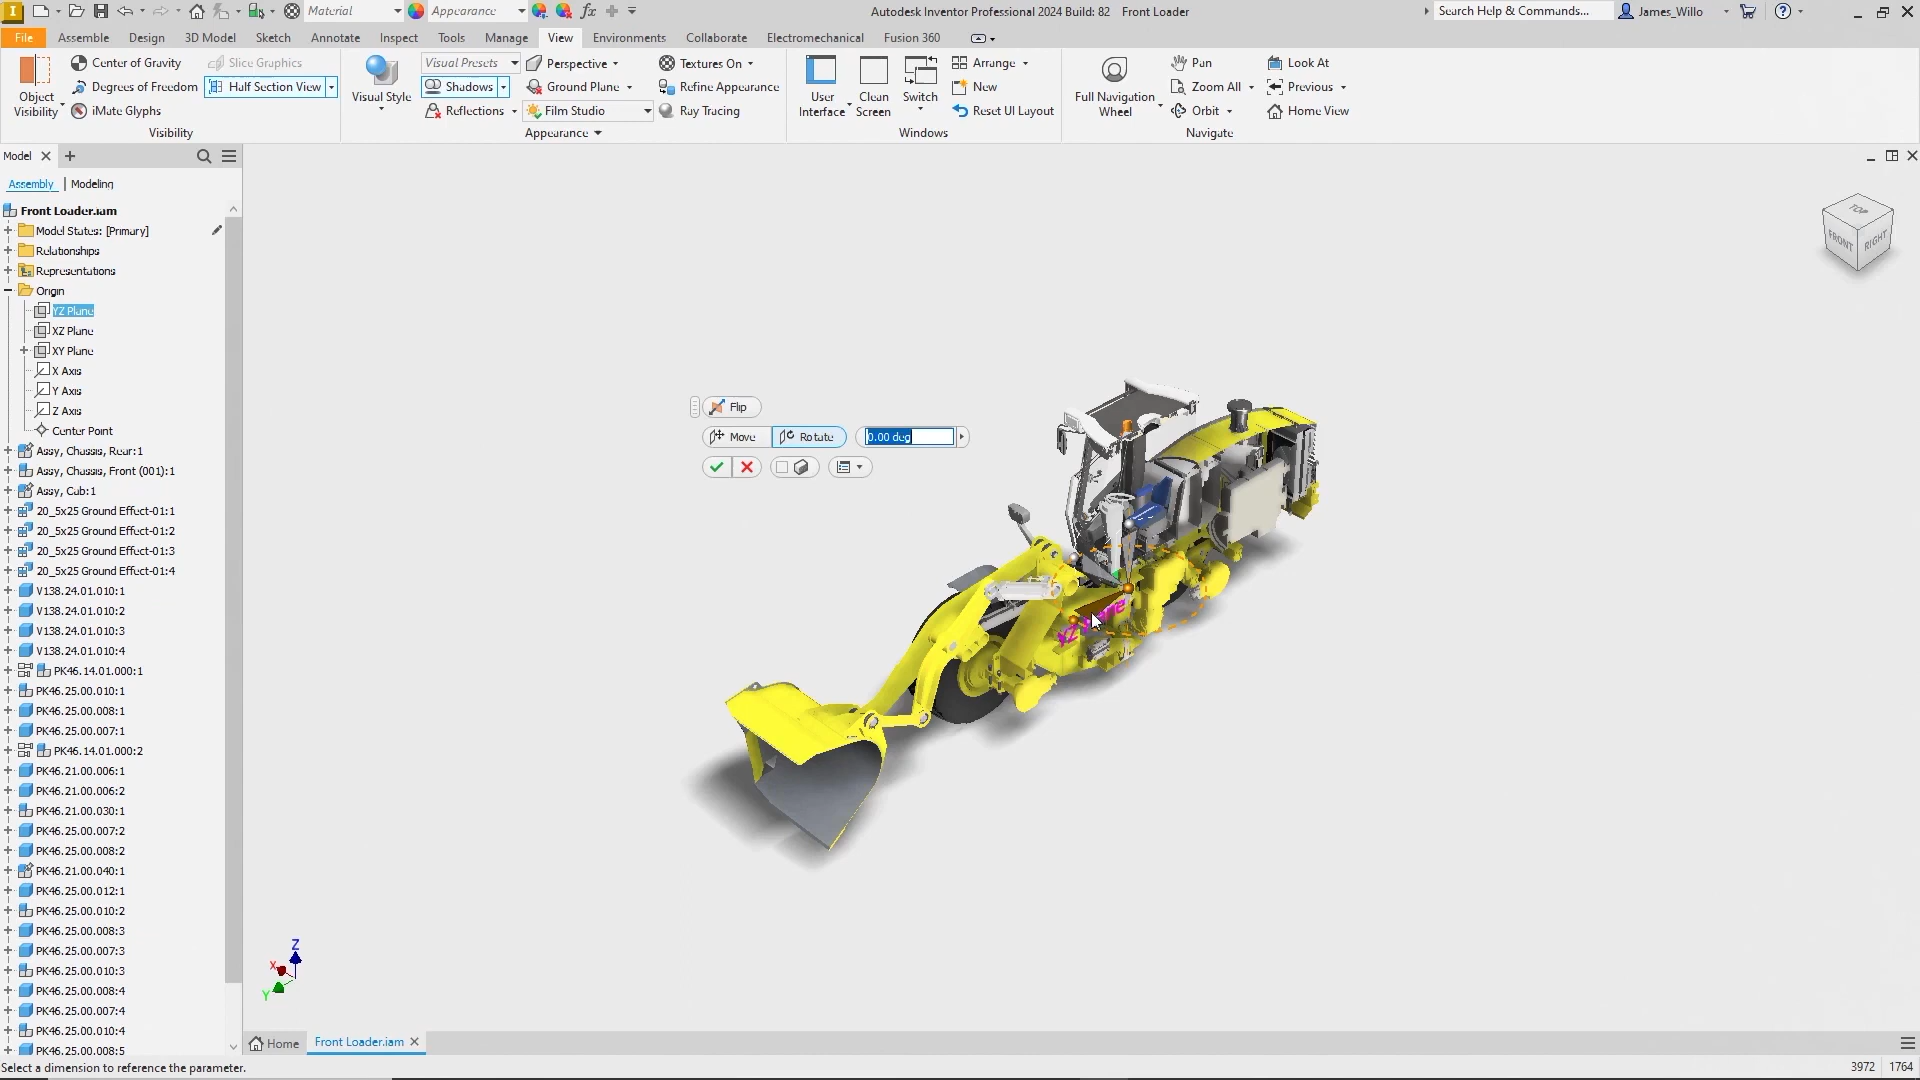 Material
Appearance
fx
Autodesk Inventor Professional 2024 Build: 82 Front Loader
Search Help & Commands...
James_Willo
File Assemble Design 3D Model Sketch Annotate Inspect Tools Manage View Environments Collaborate Electromechanical Fusion 360
Object Visibility
Center of Gravity
Degrees of Freedom
iMate Glyphs
Slice Graphics
Half Section View
Visibility
Visual Style
Visual Presets
Shadows
Reflections
Perspective
Ground Plane
Film Studio
Textures On
Refine Appearance
Ray Tracing
Appearance
User Interface
Clean Screen
Switch
Arrange
New
Reset UI Layout
Windows
Full Navigation Wheel
Pan
Zoom All
Orbit
Look At
Previous
Home View
Navigate
Model
Assembly | Modeling
Front Loader.iam
Model States: [Primary]
Relationships
Representations
Origin
YZ Plane
XZ Plane
XY Plane
X Axis
Y Axis
Z Axis
Center Point
Assy, Chassis, Rear:1
Assy, Chassis, Front (001):1
Assy, Cab:1
20_5x25 Ground Effect-01:1
20_5x25 Ground Effect-01:2
20_5x25 Ground Effect-01:3
20_5x25 Ground Effect-01:4
V138.24.01.010:1
V138.24.01.010:2
V138.24.01.010:3
V138.24.01.010:4
PK46.14.01.000:1
PK46.25.00.010:1
PK46.25.00.008:1
PK46.25.00.007:1
PK46.14.01.000:2
PK46.21.00.006:1
PK46.21.00.006:2
PK46.21.00.030:1
PK46.25.00.007:2
PK46.25.00.008:2
PK46.21.00.040:1
PK46.25.00.012:1
PK46.25.00.010:2
PK46.25.00.008:3
PK46.25.00.007:3
PK46.25.00.010:3
PK46.25.00.008:4
PK46.25.00.007:4
PK46.25.00.010:4
PK46.25.00.008:5
Flip
Move Rotate 0.00 deg
TOP
FRONT
RIGHT
Z
X
Y
Home
Front Loader.iam
Select a dimension to reference the parameter.
3972 1764